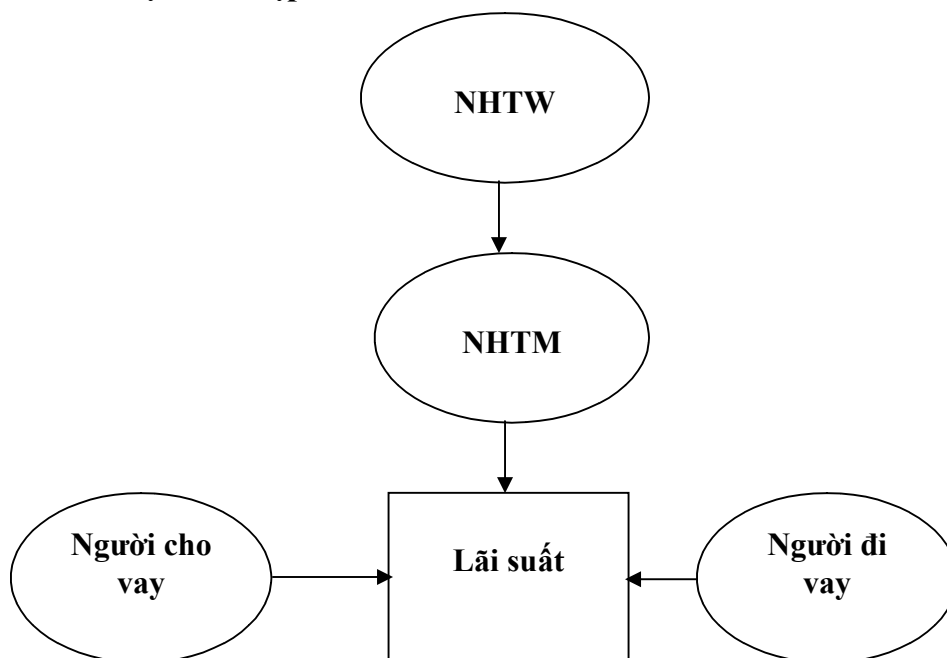 NHTW
NHTM
Người cho
vay
Lãi suất
Người đi
vay